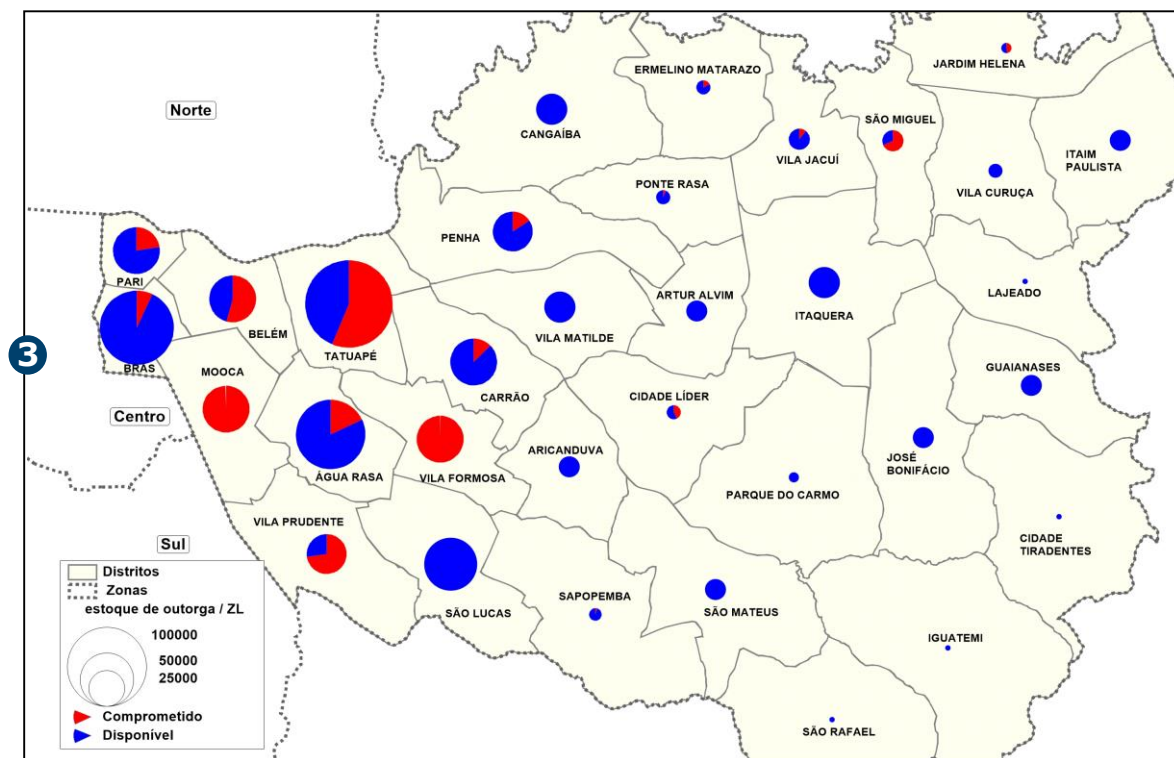 ERMELINO MATARAZO
JARDIM HELENA
Norte
CANGAÍBA
SÃO MIGUEL
VILA JACUÍ
ITAIM
PAULISTA
PONTE RASA
VILA CURUÇA
PENHA
PARI
BELÉM
TATUAPÉ
VILA MATILDE
ARTUR ALVIM
ITAQUERA
LAJEADO
3
BRÁS
MOOCA
CARRÃO
CIDADE LÍDER
GUAIANASES
Centro
ÁGUA RASA
VILA FORMOSA
ARICANDUVA
PARQUE DO CARMO
JOSÉ
BONIFÁCIO
VILA PRUDENTE
CIDADE
TIRADENTES
Sul
SÃO LUCAS
SAPOPEMBA
SÃO MATEUS
IGUATEMI
SÃO RAFAEL
Distritos
Zonas
estoque de outorga / ZL
100000
50000
25000
Comprometido
Disponível